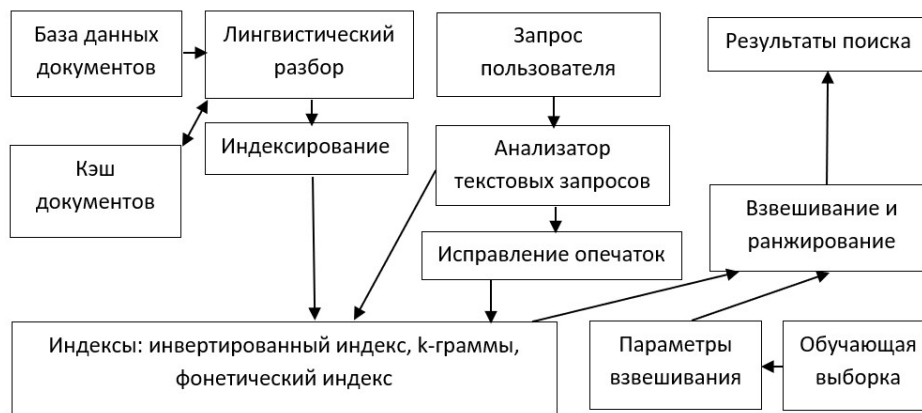 База данных
документов
Лингвистический
разбор
Запрос
пользователя
Результаты поиска
Кэш
документов
Индексирование
Анализатор
текстовых запросов
Взвешивание и
ранжирование
Исправление опечаток
Индексы: инвертированный индекс, k-граммы,
фонетический индекс
Параметры
взвешивания
Обучающая
выборка